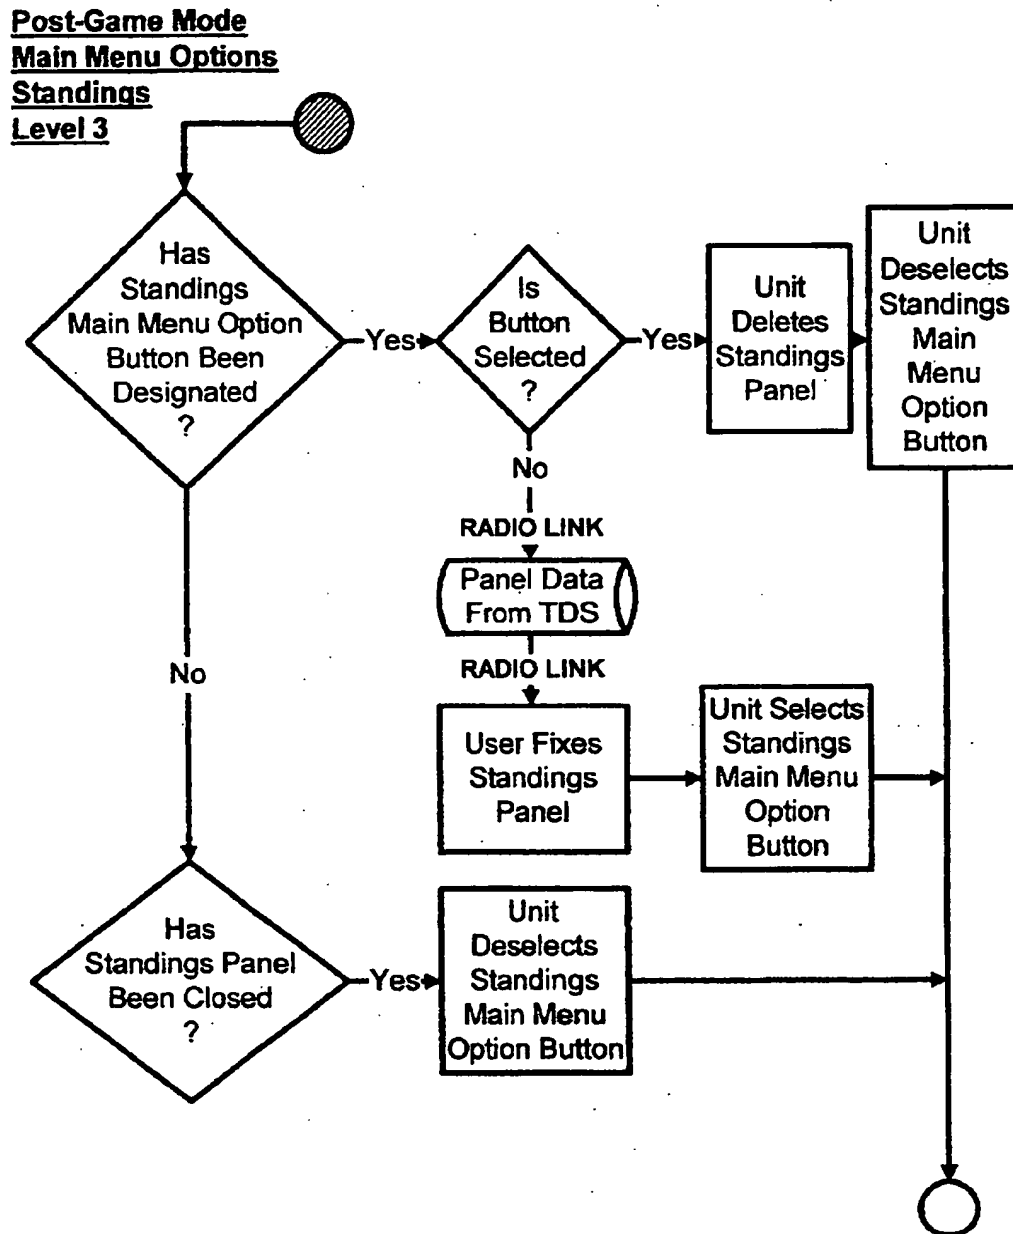 Post-Game Mode
Main Menu Options
Standings
Level 3
Has
Standings
Main Menu Option
Button Been
Designated
?
Yes
Is
Button
Selected
?
Yes
Unit
Deletes
Standings
Panel
Unit
Deselects
Standings
Main
Menu
Option
Button
No
RADIO LINK
Panel Data
From TDS
RADIO LINK
User Fixes
Standings
Panel
Unit Selects
Standings
Main Menu
Option
Button
No
Has
Standings Panel
Been Closed
?
Yes
Unit
Deselects
Standings
Main Menu
Option Button